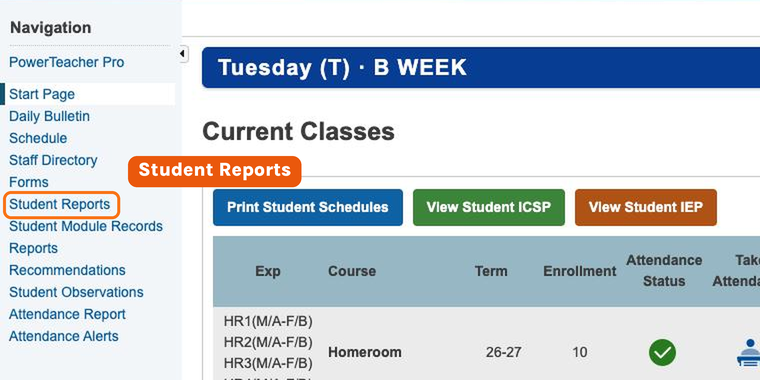 Navigation
PowerTeacher Pro
Start Page
Daily Bulletin
Schedule
Staff Directory
Forms
Student Reports
Student Module Records
Reports
Recommendations
Student Observations
Attendance Report
Attendance Alerts
Student Reports
Tuesday (T) · B WEEK
Current Classes
Print Student Schedules
View Student ICSP
View Student IEP
Exp
Course
Term
Enrollment
Attendance
Status
HR1(M/A-F/B)
HR2(M/A-F/B)
HR3(M/A-F/B)
Homeroom
26-27
10